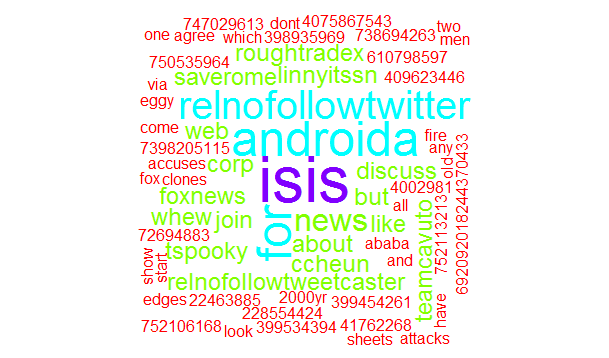 747029613 dont 4075867543 two
one agree which 398935969 738694263 men
roughtradex 610798597
750535964 saverome linnyitssn 409623446
via
eggy relnofollowtwitter
come web androida fire
7398205115 any
accuses corp isis discuss old
fox clones 4002981
foxnews but 7521132131
692092018244370433
whew join for news like all
72694883 about ababa
tspooky ccheun and
show start relnofollowtweetcaster teamcavuto have
edges 22463885 2000yr 399454261
228554424
752106168 look 399534394 41762268
sheets attacks